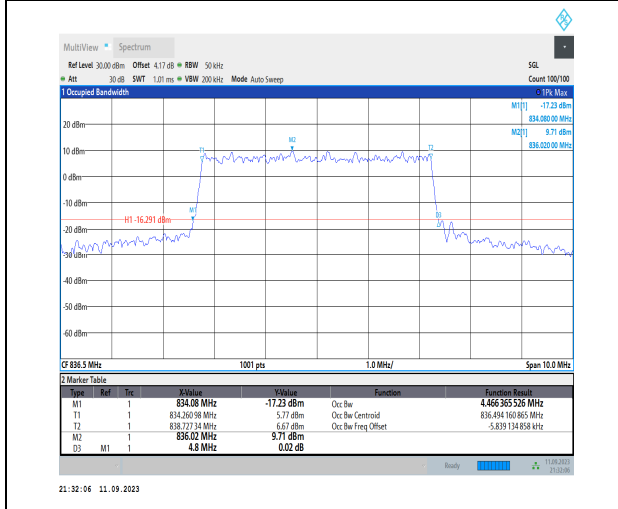 MultiView Spectrum
Ref Level 30.00 dBm Offset 4.17 dB RBW 50 kHz SGL
Att 30 dB SWT 1.01 ms VBW 200 kHz Mode Auto Sweep Count 100/100
1 Occupied Bandwidth 1Pk Max
M1[1] -17.23 dBm
834.08000 MHz
M2[1] 9.71 dBm
836.02000 MHz
20 dBm
10 dBm
0 dBm
-10 dBm
-20 dBm
-30 dBm
-40 dBm
-50 dBm
-60 dBm
M2
T1
T2
M1
D3
H1 -16.291 dBm
CF 836.5 MHz 1001 pts 1.0 MHz/ Span 10.0 MHz
2 Marker Table
Type Ref Trc X-Value Y-Value Function Function Result
M1 1 834.08 MHz -17.23 dBm Occ Bw 4.466 365 526 MHz
T1 1 834.260 98 MHz 5.77 dBm Occ Bw Centroid 836.494 160 865 MHz
T2 1 838.727 34 MHz 6.67 dBm Occ Bw Freq Offset -5.839 134 858 kHz
M2 1 836.02 MHz 9.71 dBm
D3 M1 1 4.8 MHz 0.02 dB
Ready 11.09.2023
21:32:06
21:32:06 11.09.2023